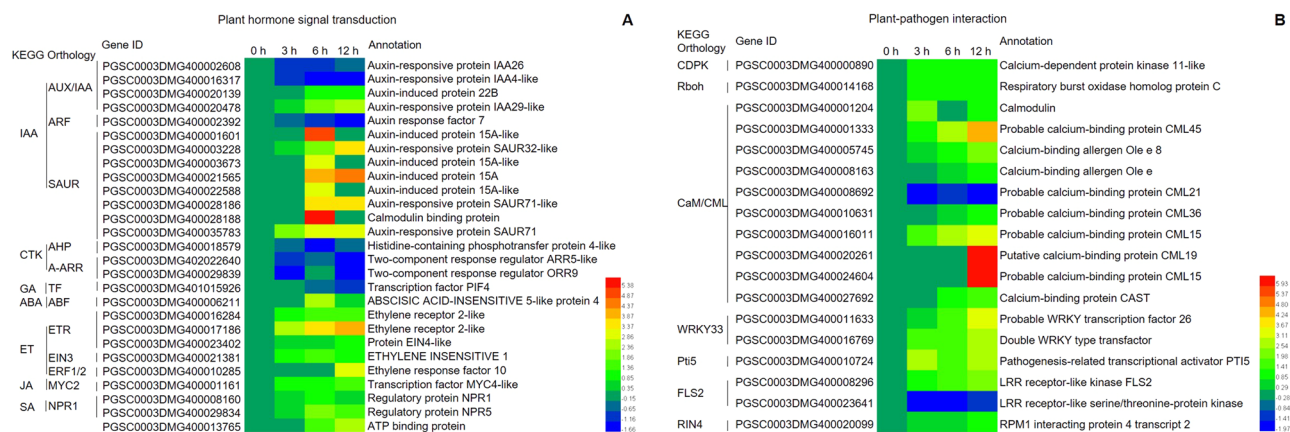 Plant hormone signal transduction
A
KEGG Orthology Gene ID 0 h 3 h 6 h 12 h Annotation
PGSC0003DMG400002608 Auxin-responsive protein IAA26
PGSC0003DMG400016317 Auxin-responsive protein IAA4-like
AUX/IAA PGSC0003DMG400020139 Auxin-induced protein 22B
PGSC0003DMG400020478 Auxin-responsive protein IAA29-like
ARF PGSC0003DMG400002392 Auxin response factor 7
IAA PGSC0003DMG400001601 Auxin-induced protein 15A-like
PGSC0003DMG400003228 Auxin-responsive protein SAUR32-like
PGSC0003DMG400003673 Auxin-induced protein 15A-like
SAUR PGSC0003DMG400021565 Auxin-induced protein 15A
PGSC0003DMG400022588 Auxin-induced protein 15A-like
PGSC0003DMG400028186 Auxin-responsive protein SAUR71-like
PGSC0003DMG400028188 Calmodulin binding protein
PGSC0003DMG400035783 Auxin-responsive protein SAUR71
CTK AHP PGSC0003DMG400018579 Histidine-containing phosphotransfer protein 4-like
A-ARR PGSC0003DMG402022640 Two-component response regulator ARR5-like
PGSC0003DMG400029839 Two-component response regulator ORR9
GA TF PGSC0003DMG401015926 Transcription factor PIF4
ABA ABF PGSC0003DMG400006211 ABSCISIC ACID-INSENSITIVE 5-like protein 4
PGSC0003DMG400016284 Ethylene receptor 2-like
ETR PGSC0003DMG400017186 Ethylene receptor 2-like
ET PGSC0003DMG400023402 Protein EIN4-like
EIN3 PGSC0003DMG400021381 ETHYLENE INSENSITIVE 1
ERF1/2 PGSC0003DMG400010285 Ethylene response factor 10
JA MYC2 PGSC0003DMG400001161 Transcription factor MYC4-like
SA NPR1 PGSC0003DMG400008160 Regulatory protein NPR1
PGSC0003DMG400029834 Regulatory protein NPR5
PGSC0003DMG400013765 ATP binding protein
5.38
4.87
4.37
3.87
3.37
2.86
2.36
1.86
1.36
0.85
0.35
-0.15
-0.65
-1.16
-1.66
Plant-pathogen interaction
B
KEGG
Orthology Gene ID 0 h 3 h 6 h 12 h Annotation
CDPK PGSC0003DMG400000890 Calcium-dependent protein kinase 11-like
Rboh PGSC0003DMG400014168 Respiratory burst oxidase homolog protein C
PGSC0003DMG400001204 Calmodulin
PGSC0003DMG400001333 Probable calcium-binding protein CML45
PGSC0003DMG400005745 Calcium-binding allergen Ole e 8
PGSC0003DMG400008163 Calcium-binding allergen Ole e
PGSC0003DMG400008692 Probable calcium-binding protein CML21
CaM/CML
PGSC0003DMG400010631 Probable calcium-binding protein CML36
PGSC0003DMG400016011 Probable calcium-binding protein CML15
PGSC0003DMG400020261 Putative calcium-binding protein CML19
PGSC0003DMG400024604 Probable calcium-binding protein CML15
PGSC0003DMG400027692 Calcium-binding protein CAST
PGSC0003DMG400011633 Probable WRKY transcription factor 26
WRKY33
PGSC0003DMG400016769 Double WRKY type transfactor
Pti5 PGSC0003DMG400010724 Pathogenesis-related transcriptional activator PTI5
PGSC0003DMG400008296 LRR receptor-like kinase FLS2
FLS2
PGSC0003DMG400023641 LRR receptor-like serine/threonine-protein kinase
RIN4 PGSC0003DMG400020099 RPM1 interacting protein 4 transcript 2
5.93
5.37
4.80
4.24
3.67
3.11
2.55
1.98
1.42
0.85
0.29
-0.28
-0.84
-1.41
-1.97